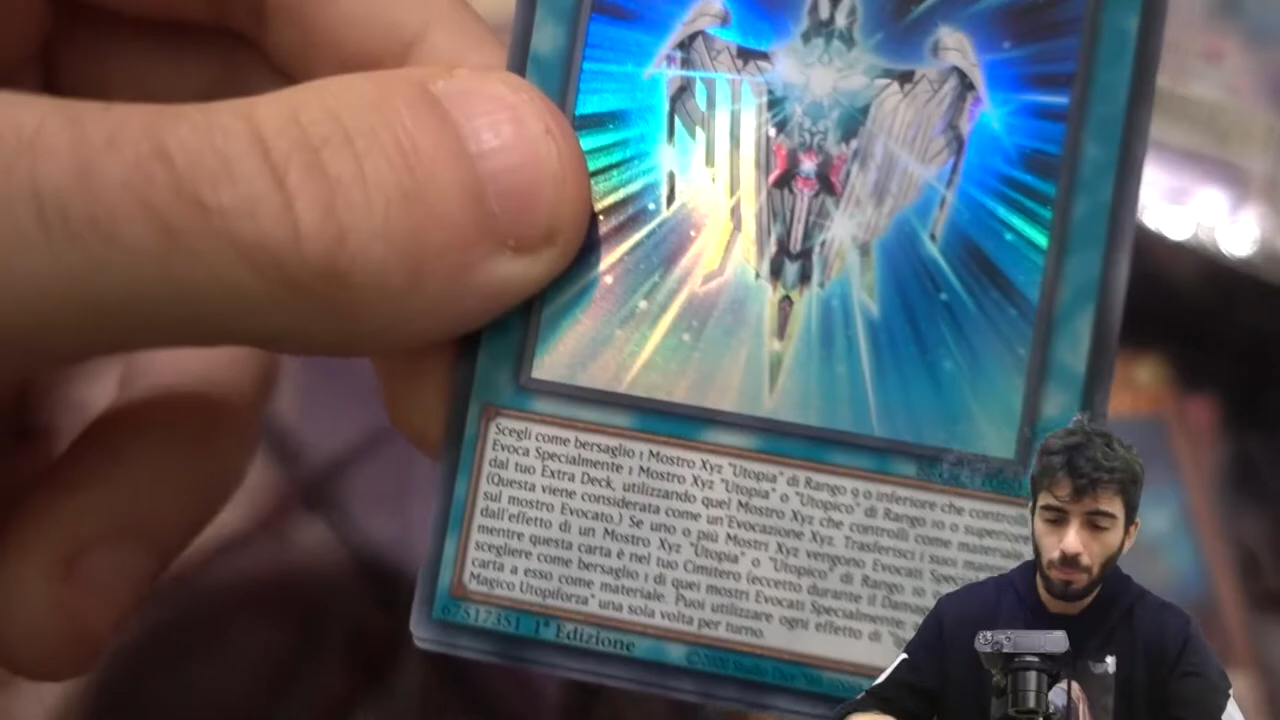 Scegli come bersaglio 1 Mostro Xyz "Utopia" di Rango 9 o inferiore che controlli
Evoca Specialmente 1 Mostro Xyz "Utopia" o "Utopico" di Rango 10 o superiore
dal tuo Extra Deck, utilizzando quel Mostro Xyz che controlli come materiale
(Questa viene considerata come un'Evocazione Xyz. Trasferisci i suoi
sul mostro Evocato.) Se uno o più Mostri Xyz vengono Evocati
dall'effetto di un Mostro Xyz "Utopia" o "Utopico" di Rango 10 o
mentre questa carta è nel tuo Cimitero (eccetto durante il
scegliere come bersaglio 1 di quei mostri Evocati Specialmente;
carta a esso come materiale. Puoi utilizzare ogni effetto di
Magico Utopiforza" una sola volta per turno.
67517351 1ª Edizione